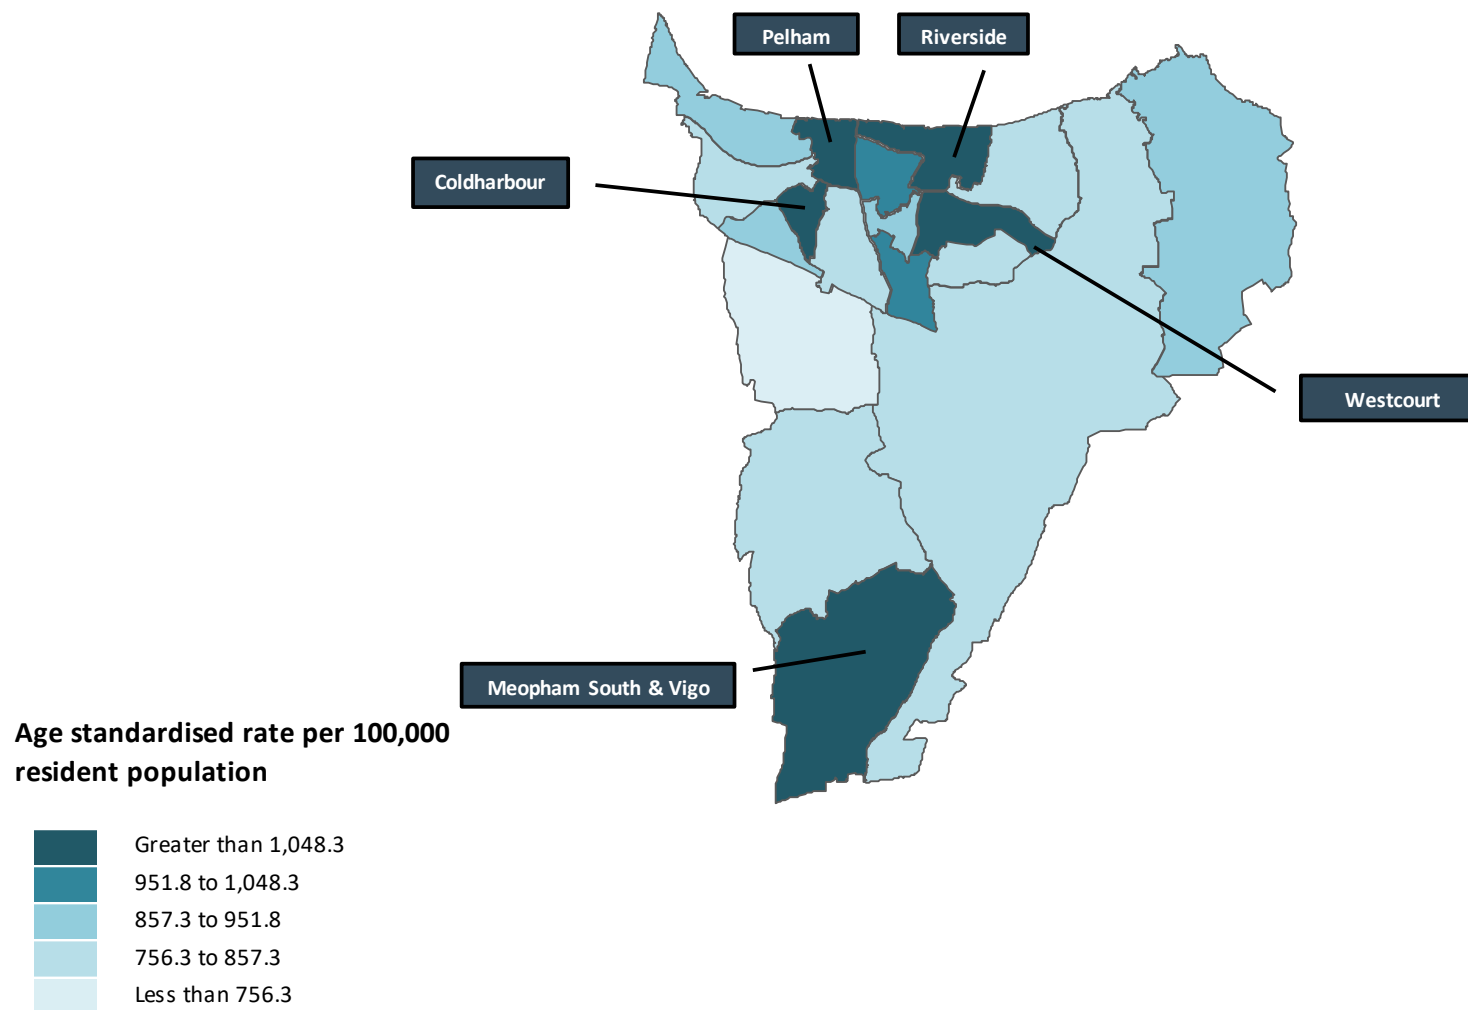 Pelham
Riverside
Coldharbour
Westcourt
Meopham South & Vigo
Age standardised rate per 100,000
resident population
Greater than 1,048.3
951.8 to 1,048.3
857.3 to 951.8
756.3 to 857.3
Less than 756.3